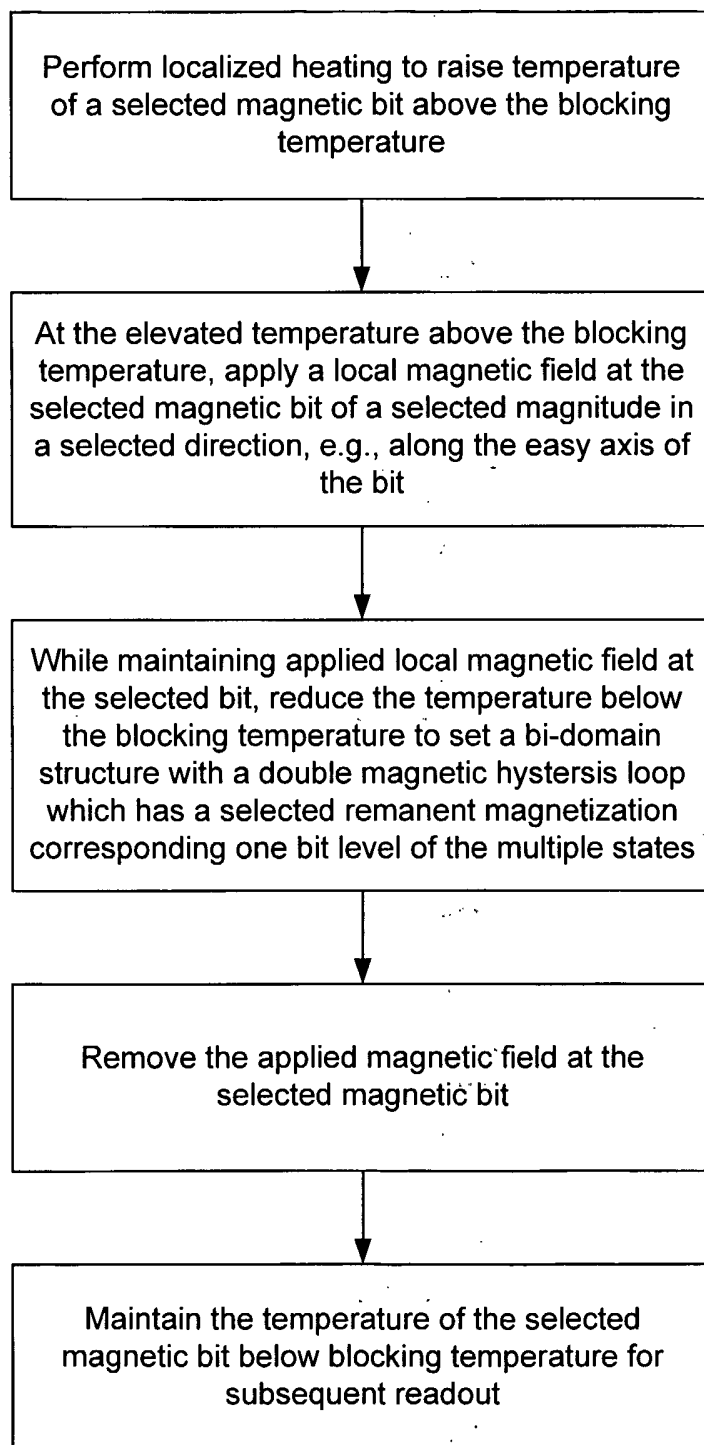 Perform localized heating to raise temperature
of a selected magnetic bit above the blocking
temperature
At the elevated temperature above the blocking
temperature, apply a local magnetic field at the
selected magnetic bit of a selected magnitude in
a selected direction, e.g., along the easy axis of
the bit
While maintaining applied local magnetic field at
the selected bit, reduce the temperature below
the blocking temperature to set a bi-domain
structure with a double magnetic hystersis loop
which has a selected remanent magnetization
corresponding one bit level of the multiple states
Remove the applied magnetic field at the
selected magnetic bit
Maintain the temperature of the selected
magnetic bit below blocking temperature for
subsequent readout